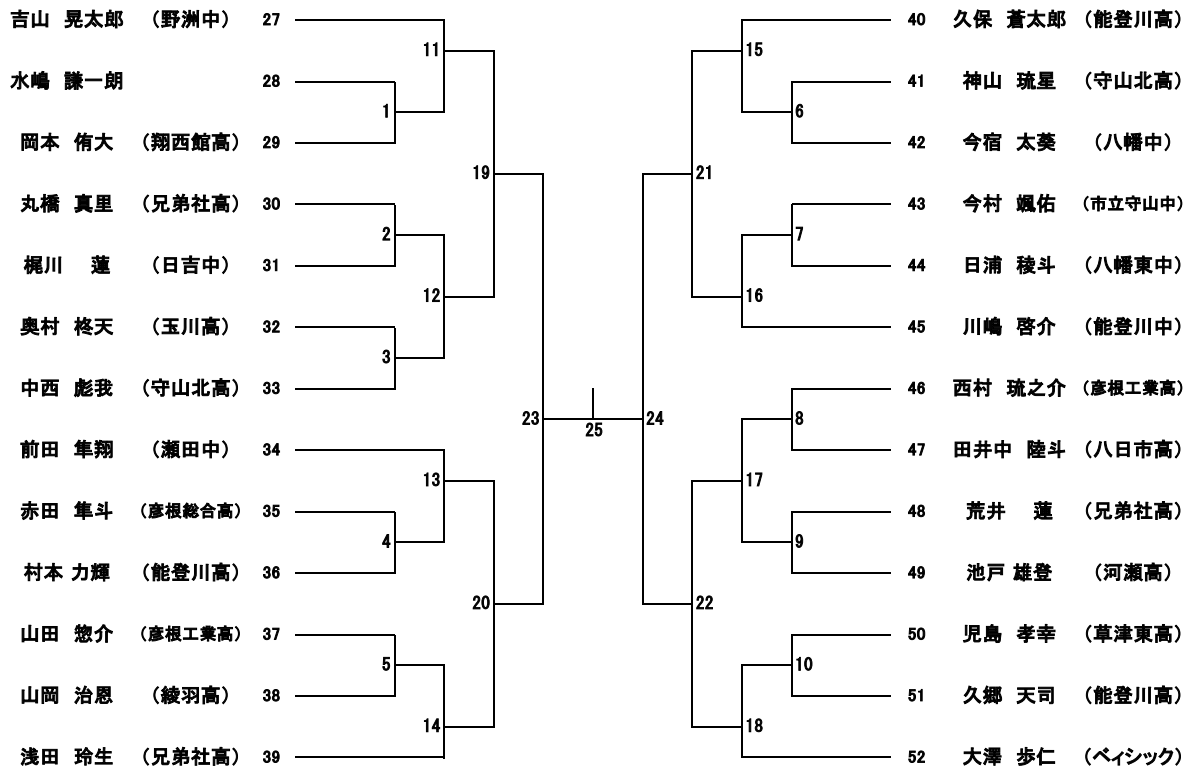 吉山 晃太郎 （野洲中） 27
水嶋 謙一朗 28
岡本 侑大 （翔西館高） 29
丸橋 真里 （兄弟社高） 30
梶川 蓮 （日吉中） 31
奥村 柊天 （玉川高） 32
中西 彪我 （守山北高） 33
前田 隼翔 （瀬田中） 34
赤田 隼斗 （彦根総合高） 35
村本 力輝 （能登川高） 36
山田 惣介 （彦根工業高） 37
山岡 治恩 （綾羽高） 38
浅田 玲生 （兄弟社高） 39
11
1
19
2
12
3
23
13
4
20
5
14
25
15
6
21
7
16
24
8
17
9
22
10
18
40 久保 蒼太郎 （能登川高）
41 神山 琉星 （守山北高）
42 今宿 太葵 （八幡中）
43 今村 颯佑 （市立守山中）
44 日浦 稜斗 （八幡東中）
45 川嶋 啓介 （能登川中）
46 西村 琉之介 （彦根工業高）
47 田井中 陸斗 （八日市高）
48 荒井 蓮 （兄弟社高）
49 池戸 雄登 （河瀬高）
50 児島 孝幸 （草津東高）
51 久郷 天司 （能登川高）
52 大澤 歩仁 （ベィシック）